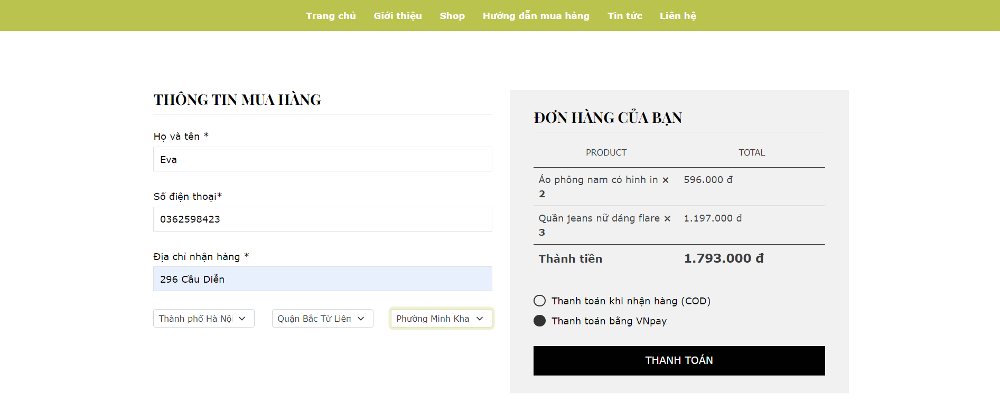 Trang chủ Giới thiệu Shop Hướng dẫn mua hàng Tin tức Liên hệ
THÔNG TIN MUA HÀNG
Họ và tên *
Eva
Số điện thoại*
0362598423
Địa chỉ nhận hàng *
296 Cầu Diễn
Thành phố Hà Nội Quận Bắc Từ Liêm Phường Minh Kha
ĐƠN HÀNG CỦA BẠN
PRODUCT TOTAL
Áo phông nam có hình in × 596.000 đ
2
Quần jeans nữ dáng flare × 1.197.000 đ
3
Thành tiền 1.793.000 đ
Thanh toán khi nhận hàng (COD)
Thanh toán bằng VNpay
THANH TOÁN